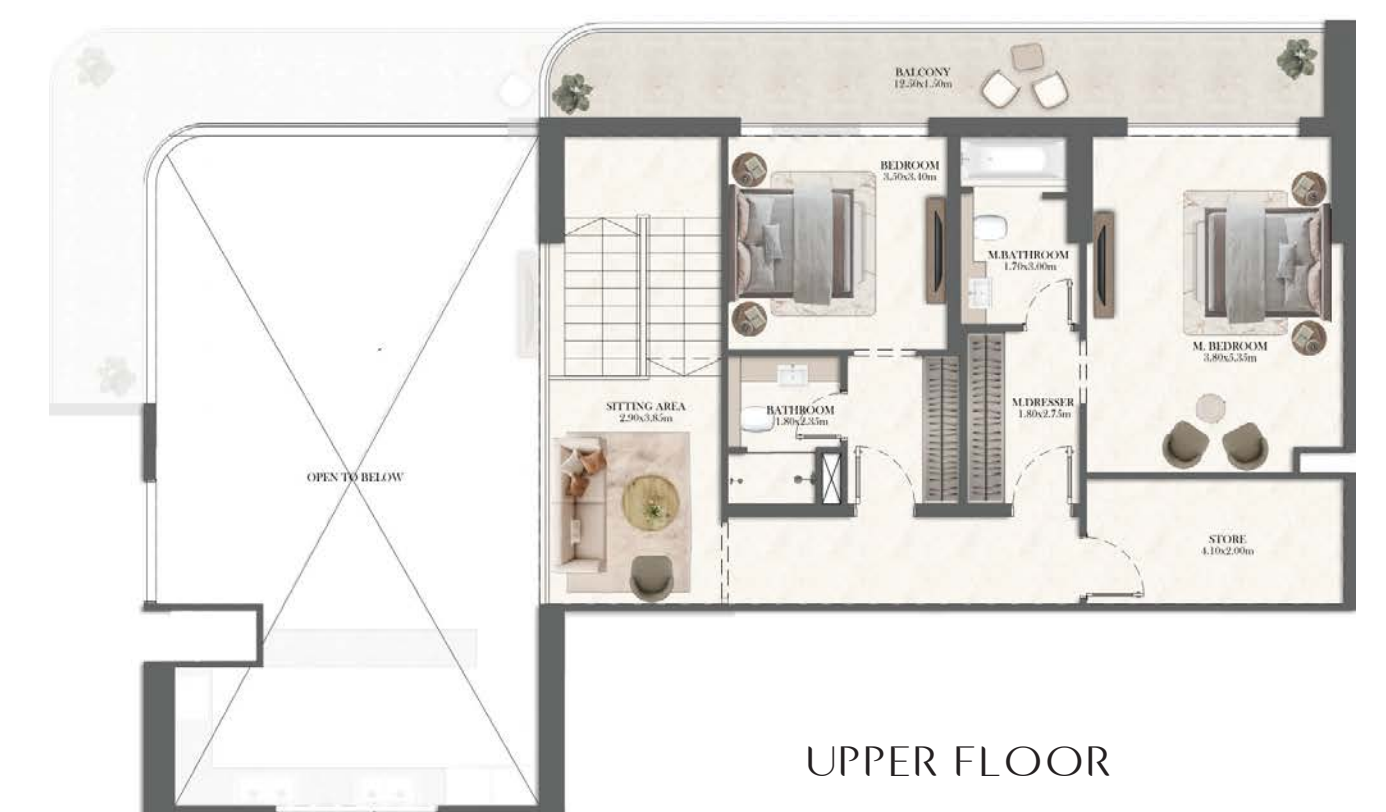 BALCONY
12.50x1.50m
BEDROOM
3.50x3.40m
M.BATHROOM
1.70x3.00m
M. BEDROOM
3.80x5.35m
SITTING AREA
2.90x3.85m
BATHROOM
1.80x2.35m
M.DRESSER
1.80x2.75m
OPEN TO BELOW
STORE
4.10x2.00m
UPPER FLOOR